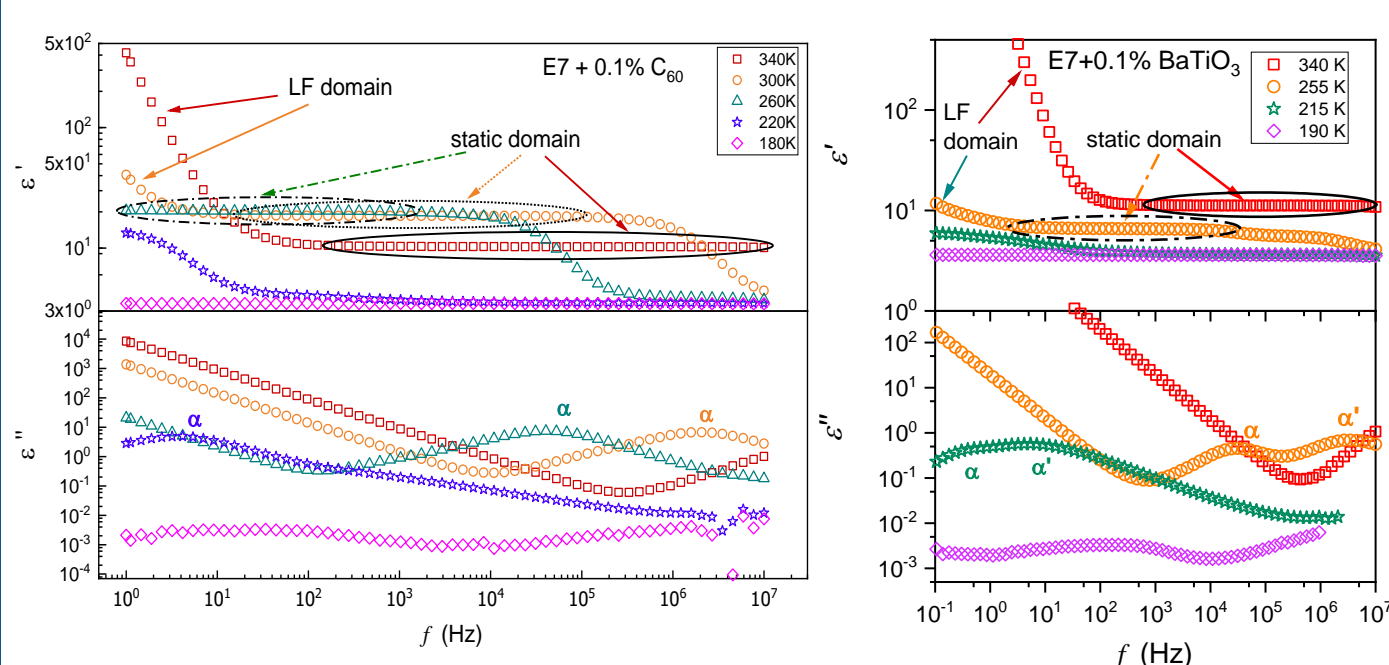 E7 + 0.1% C₆₀
340K
300K
260K
220K
180K
LF domain
static domain
5x10²
10²
5x10¹
10¹
3x10⁰
ε'
α
α
α
10⁴
10³
10²
10¹
10⁰
10⁻¹
10⁻²
10⁻³
10⁻⁴
ε''
10⁰ 10¹ 10² 10³ 10⁴ 10⁵ 10⁶ 10⁷
f (Hz)
E7+0.1% BaTiO₃
340 K
255 K
215 K
190 K
LF
domain
static domain
10²
10¹
10⁰
ε'
α
α'
α
α'
10²
10¹
10⁰
10⁻¹
10⁻²
10⁻³
ε''
10⁻¹ 10⁰ 10¹ 10² 10³ 10⁴ 10⁵ 10⁶ 10⁷
f (Hz)